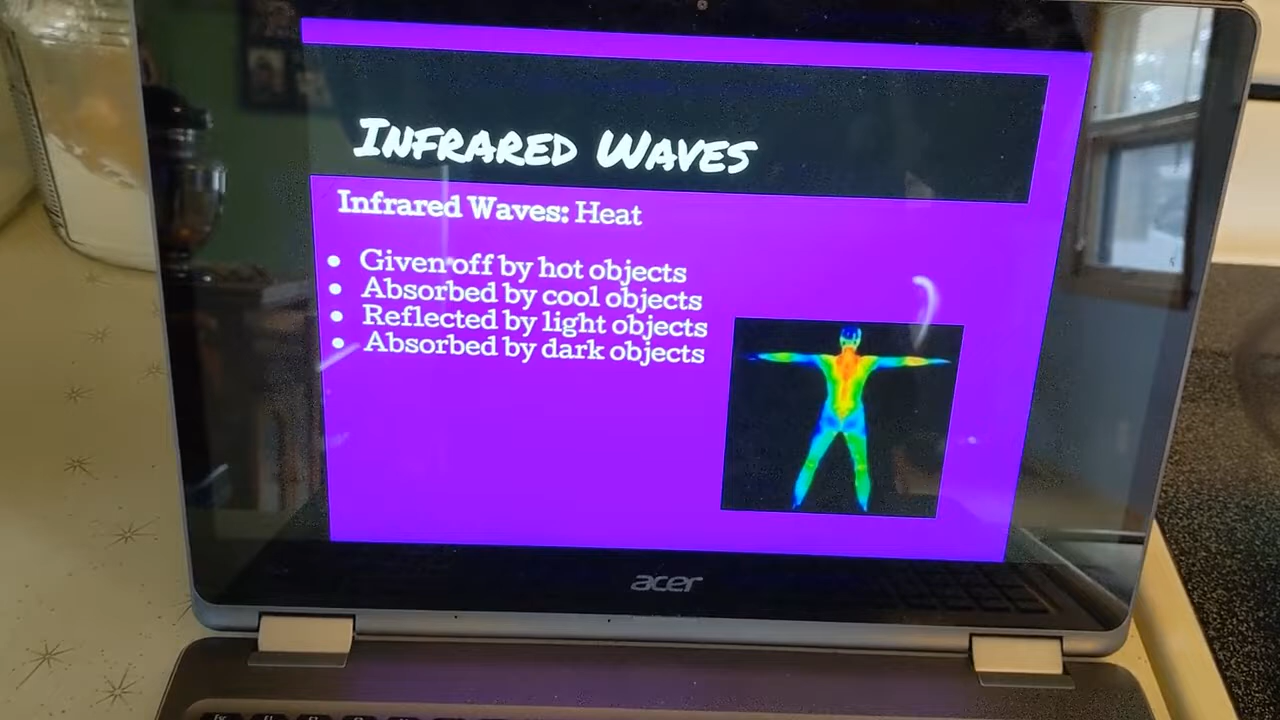 Infrared Waves
Infrared Waves: Heat
● Given off by hot objects
● Absorbed by cool objects
● Reflected by light objects
● Absorbed by dark objects
acer